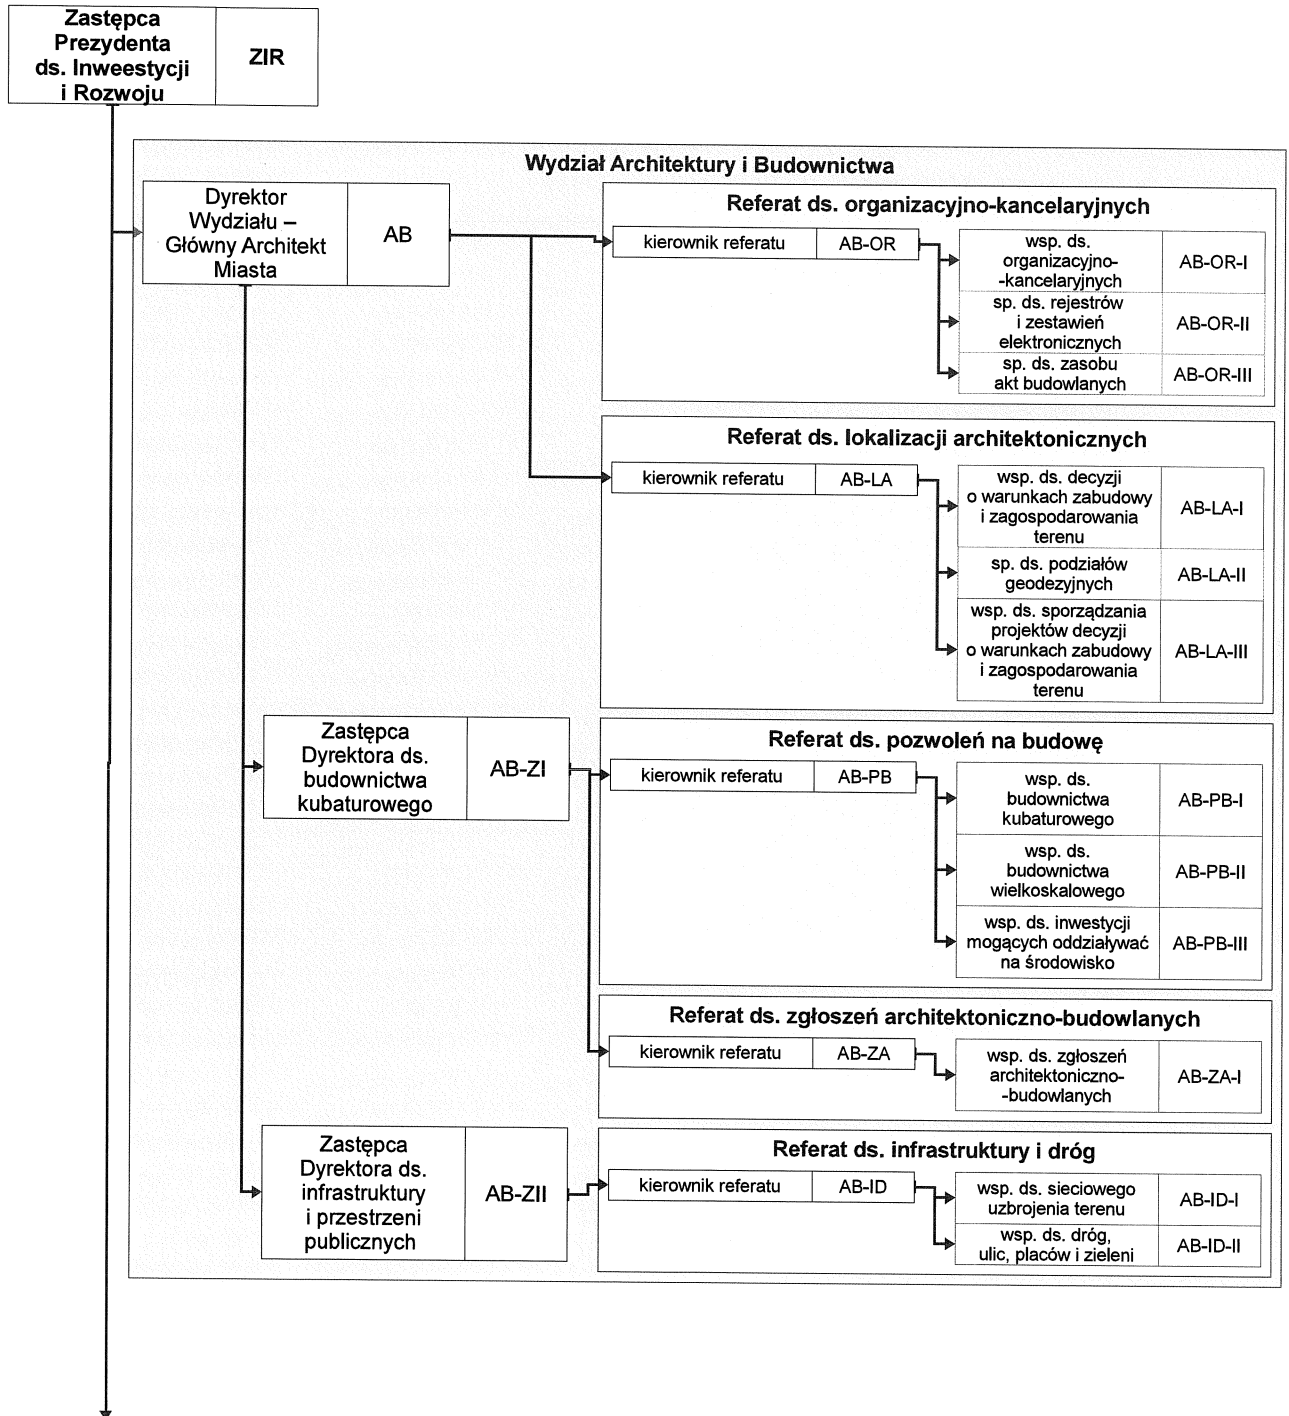 Zastępca
Prezydenta
ds. Inweestycji
i Rozwoju
ZIR
Wydział Architektury i Budownictwa
Dyrektor
Wydziału –
Główny Architekt
Miasta
AB
Referat ds. organizacyjno-kancelaryjnych
kierownik referatu
AB-OR
wsp. ds.
organizacyjno-
-kancelaryjnych
AB-OR-I
sp. ds. rejestrów
i zestawień
elektronicznych
AB-OR-II
sp. ds. zasobu
akt budowlanych
AB-OR-III
Referat ds. lokalizacji architektonicznych
kierownik referatu
AB-LA
wsp. ds. decyzji
o warunkach zabudowy
i zagospodarowania
terenu
AB-LA-I
sp. ds. podziałów
geodezyjnych
AB-LA-II
wsp. ds. sporządzania
projektów decyzji
o warunkach zabudowy
i zagospodarowania
terenu
AB-LA-III
Zastępca
Dyrektora ds.
budownictwa
kubaturowego
AB-ZI
Referat ds. pozwoleń na budowę
kierownik referatu
AB-PB
wsp. ds.
budownictwa
kubaturowego
AB-PB-I
wsp. ds.
budownictwa
wielkoskalowego
AB-PB-II
wsp. ds. inwestycji
mogących oddziaływać
na środowisko
AB-PB-III
Referat ds. zgłoszeń architektoniczno-budowlanych
kierownik referatu
AB-ZA
wsp. ds. zgłoszeń
architektoniczno-
-budowlanych
AB-ZA-I
Zastępca
Dyrektora ds.
infrastruktury
i przestrzeni
publicznych
AB-ZII
Referat ds. infrastruktury i dróg
kierownik referatu
AB-ID
wsp. ds. sieciowego
uzbrojenia terenu
AB-ID-I
wsp. ds. dróg,
ulic, placów i zieleni
AB-ID-II